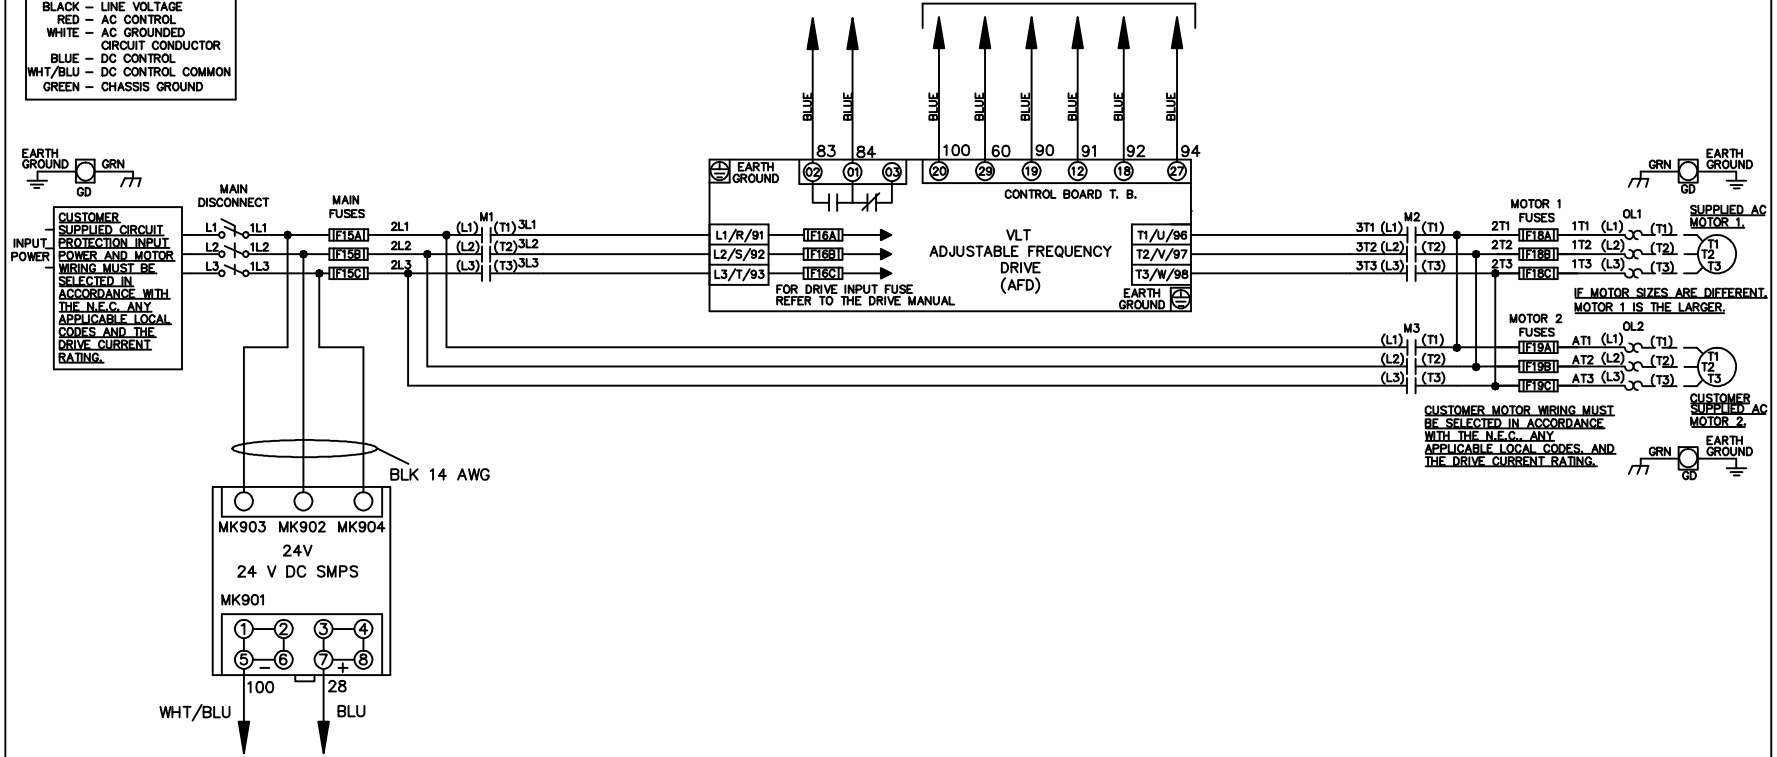 BLACK – LINE VOLTAGE
RED – AC CONTROL
WHITE – AC GROUNDED
CIRCUIT CONDUCTOR
BLUE – DC CONTROL
WHT/BLU – DC CONTROL COMMON
GREEN – CHASSIS GROUND
BLUE BLUE BLUE BLUE BLUE BLUE BLUE BLUE
83 84 100 60 90 91 92 94
EARTH
GROUND
GRN
GD
EARTH
GROUND
02 01 03 20 29 19 12 18 27
CONTROL BOARD T. B.
GRN
EARTH
GROUND
GD
INPUT
POWER
CUSTOMER
SUPPLIED CIRCUIT
PROTECTION INPUT
POWER AND MOTOR
WIRING MUST BE
SELECTED IN
ACCORDANCE WITH
THE N.E.C. ANY
APPLICABLE LOCAL
CODES AND THE
DRIVE CURRENT
RATING.
MAIN
DISCONNECT
L1 1L1
L2 1L2
L3 1L3
MAIN
FUSES
F15A
F15B
F15C
2L1
2L2
2L3
M1
(L1) (T1) 3L1
(L2) (T2) 3L2
(L3) (T3) 3L3
L1/R/91
L2/S/92
L3/T/93
F16A
F16B
F16C
FOR DRIVE INPUT FUSE
REFER TO THE DRIVE MANUAL
VLT
ADJUSTABLE FREQUENCY
DRIVE
(AFD)
T1/U/96
T2/V/97
T3/W/98
EARTH
GROUND
M2
3T1 (L1) (T1)
3T2 (L2) (T2)
3T3 (L3) (T3)
2T1
2T2
2T3
MOTOR 1
FUSES
F18A
F18B
F18C
OL1
1T1 (L1) (T1)
1T2 (L2) (T2)
1T3 (L3) (T3)
SUPPLIED AC
MOTOR 1.
T1
T2
T3
IF MOTOR SIZES ARE DIFFERENT,
MOTOR 1 IS THE LARGER.
M3
(L1) (T1)
(L2) (T2)
(L3) (T3)
MOTOR 2
FUSES
F19A
F19B
F19C
OL2
AT1 (L1) (T1)
AT2 (L2) (T2)
AT3 (L3) (T3)
T1
T2
T3
CUSTOMER
SUPPLIED AC
MOTOR 2.
CUSTOMER MOTOR WIRING MUST
BE SELECTED IN ACCORDANCE
WITH THE N.E.C., ANY
APPLICABLE LOCAL CODES, AND
THE DRIVE CURRENT RATING.
GRN
EARTH
GROUND
GD
BLK 14 AWG
MK903 MK902 MK904
24V
24 V DC SMPS
MK901
1 2 3 4
5 6 7 8
– +
100 28
WHT/BLU BLU